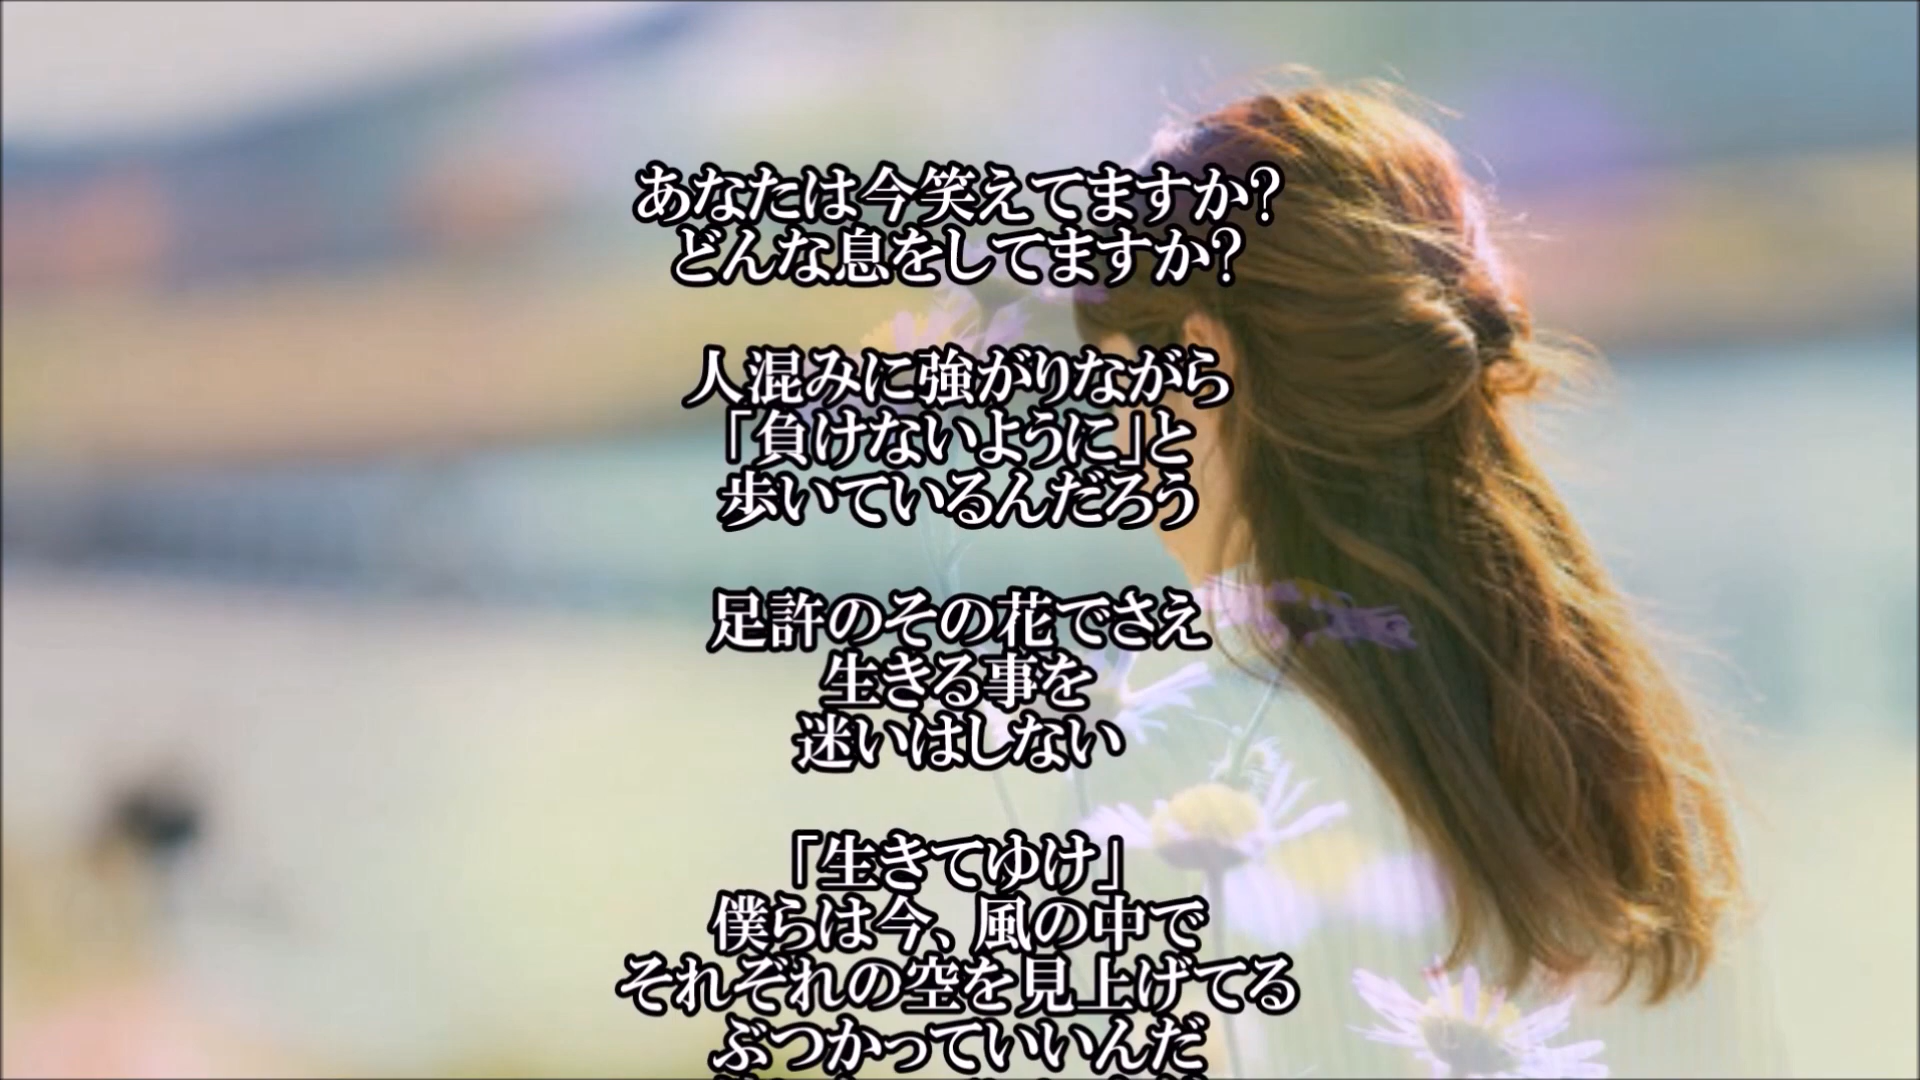 あなたは今笑えてますか?
どんな息をしてますか?
人混みに強がりながら
「負けないように」と
歩いているんだろう
足許のその花でさえ
生きる事を
迷いはしない
「生きてゆけ」
僕らは今、風の中で
それぞれの空を見上げてる
ぶつかっていいんだ